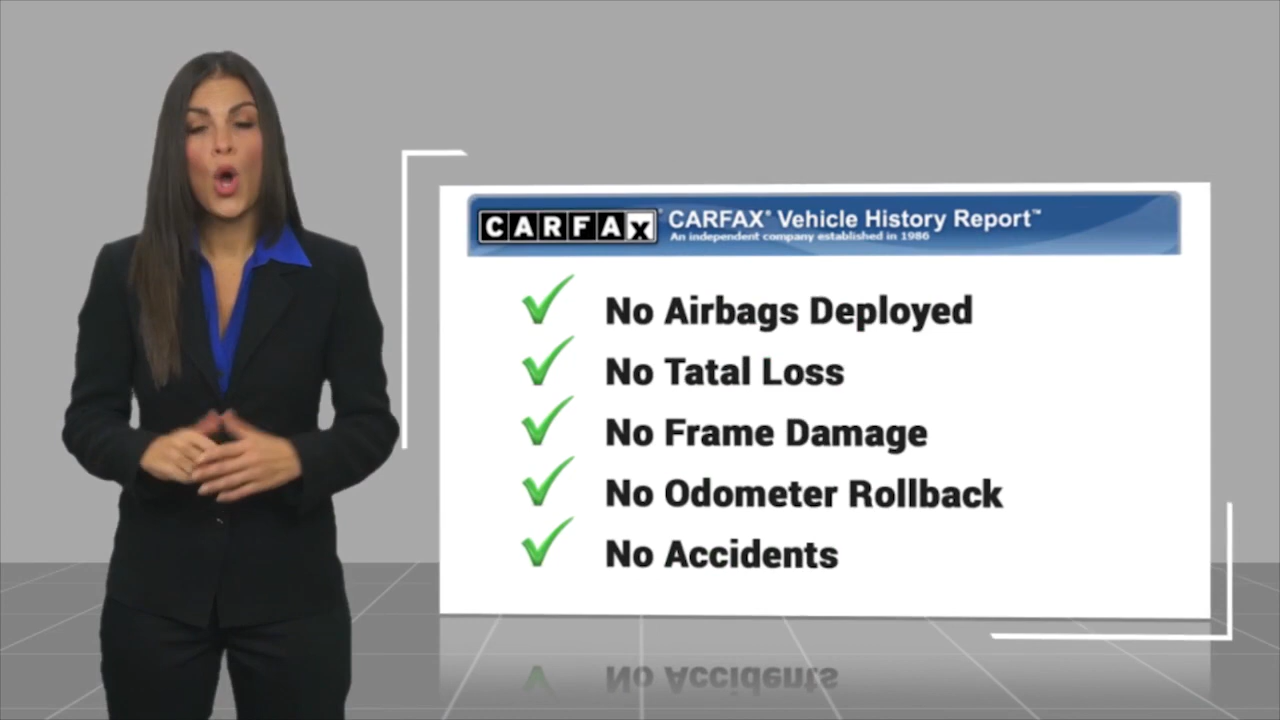 CARFAX CARFAX® Vehicle History Report™
An independent company established in 1986
No Airbags Deployed
No Tatal Loss
No Frame Damage
No Odometer Rollback
No Accidents
No Accidents